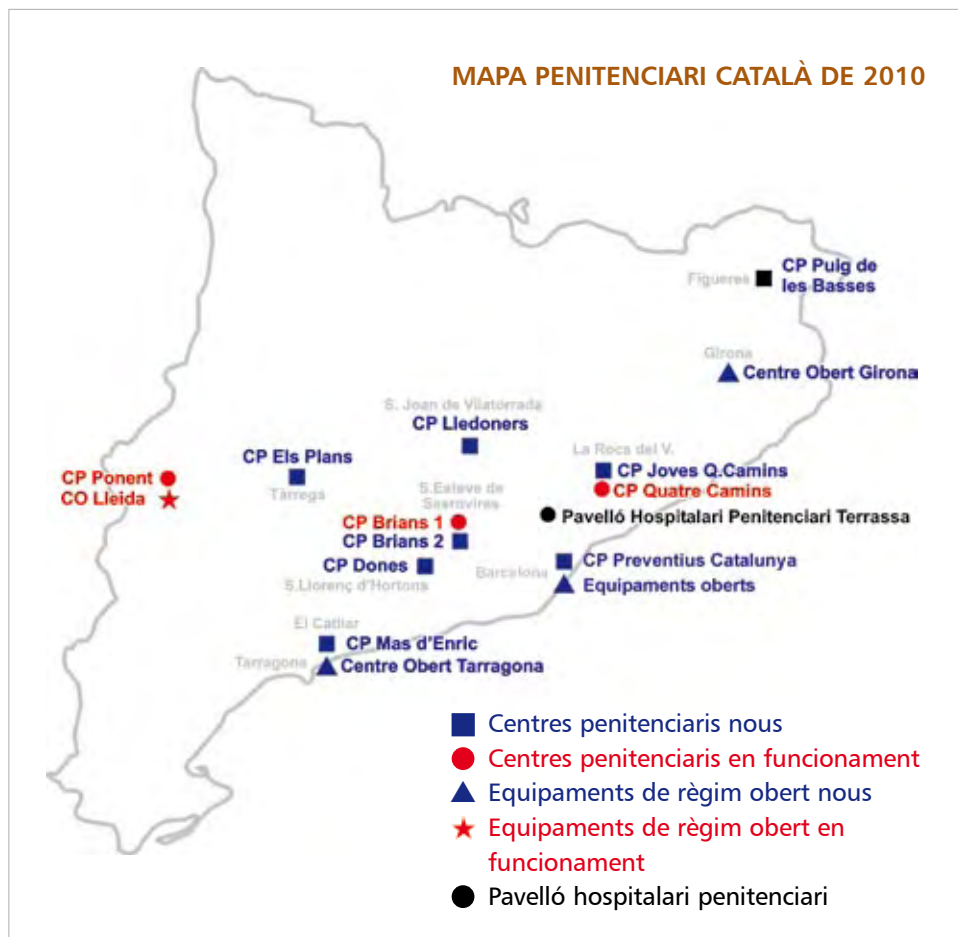 MAPA PENITENCIARI CATALÀ DE 2010
Figueres
CP Puig de
les Basses
Girona
Centre Obert Girona
S. Joan de Vilatorrada
CP Lledoners
La Roca del V.
CP Joves Q.Camins
CP Quatre Camins
CP Els Plans
Tàrrega
CP Ponent
CO Lleida
S.Esteve de
Sesrovires
CP Brians 1
CP Brians 2
Pavelló Hospitalari Penitenciari Terrassa
CP Dones
S.Llorenç d'Hortons
Barcelona
CP Preventius Catalunya
Equipaments oberts
El Catllar
CP Mas d'Enric
Tarragona
Centre Obert Tarragona
Centres penitenciaris nous
Centres penitenciaris en funcionament
Equipaments de règim obert nous
Equipaments de règim obert en
funcionament
Pavelló hospitalari penitenciari